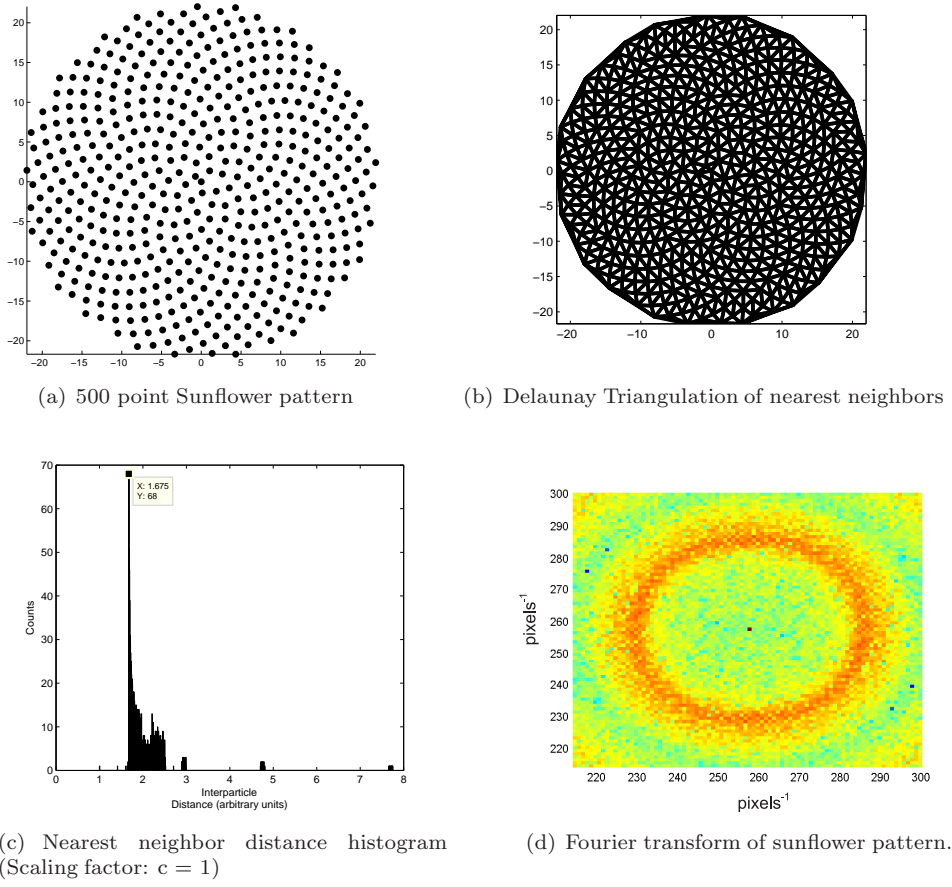 20
15
10
5
0
−5
−10
−15
−20
−20 −15 −10 −5 0 5 10 15 20
(a) 500 point Sunflower pattern
20
15
10
5
0
−5
−10
−15
−20
−20 −10 0 10 20
(b) Delaunay Triangulation of nearest neighbors
70
60
50
40
30
20
10
0
Counts
X: 1.675
Y: 68
0 1 2 3 4 5 6 7 8
Interparticle
Distance (arbitrary units)
(c) Nearest neighbor distance histogram
(Scaling factor: c = 1)
300
290
280
270
260
250
240
230
220
pixels⁻¹
220 230 240 250 260 270 280 290 300
pixels⁻¹
(d) Fourier transform of sunflower pattern.